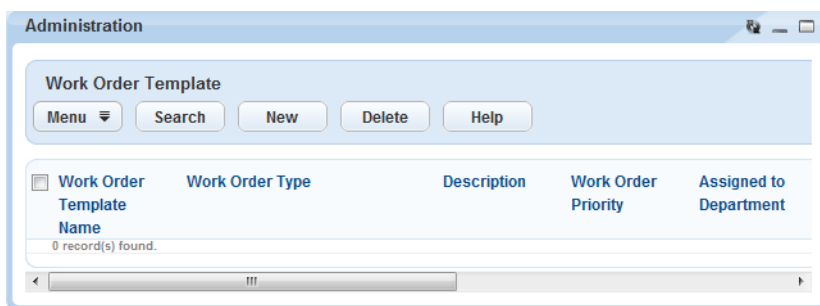 Administration
Work Order Template
Menu Search New Delete Help
Work Order Work Order Type Description Work Order Assigned to
Template Priority Department
Name
0 record(s) found.